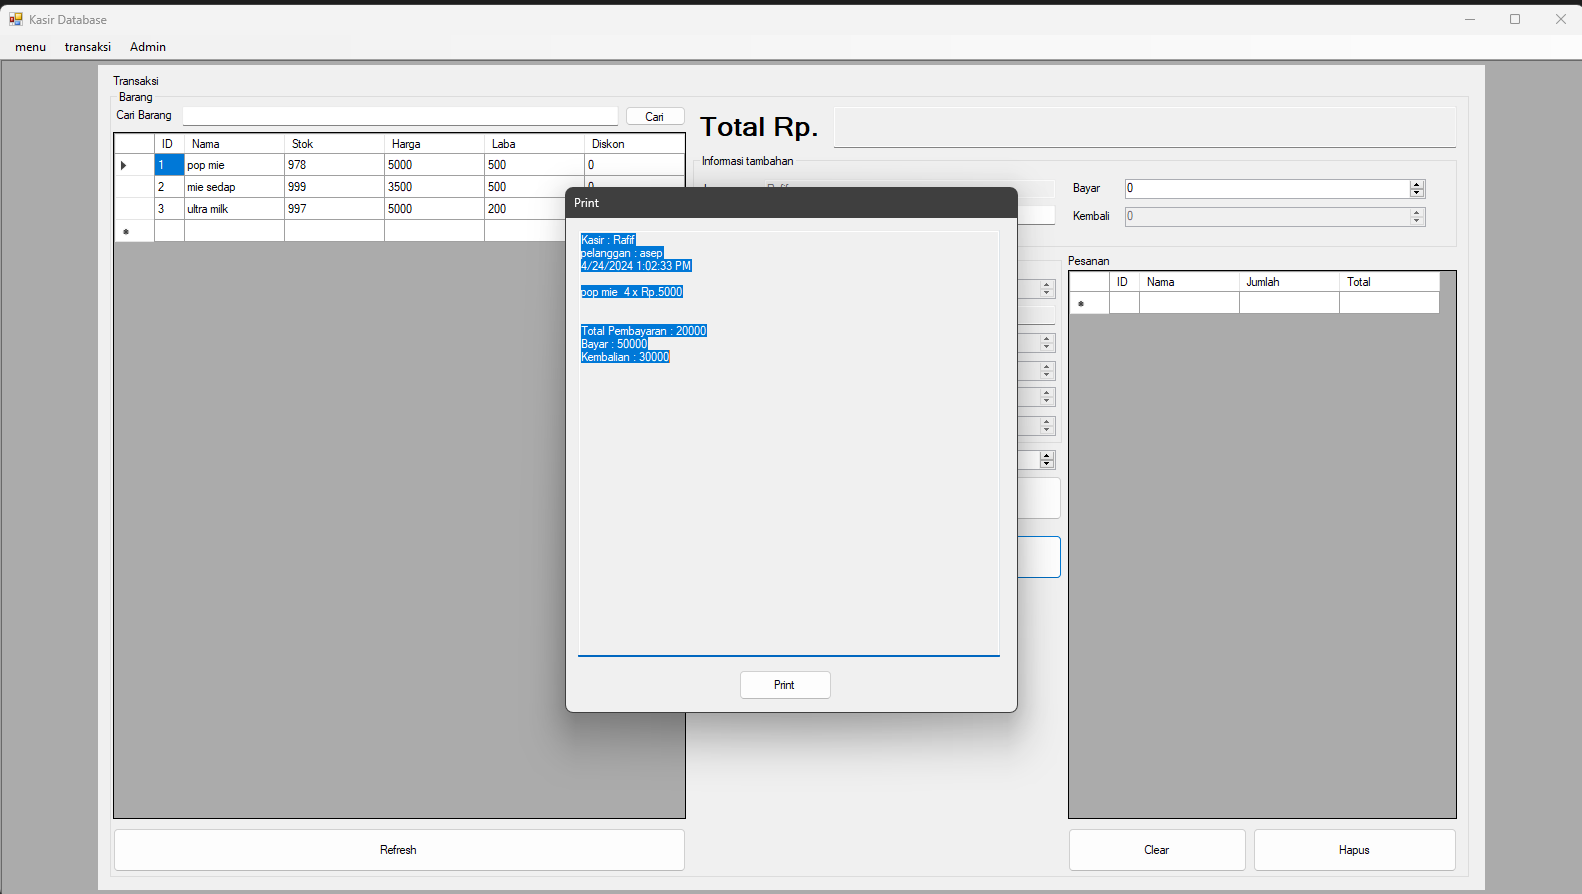 Kasir Database
menu transaksi Admin
Transaksi
Barang
Cari Barang Cari
ID Nama Stok Harga Laba Diskon
1 pop mie 978 5000 500 0
2 mie sedap 999 3500 500
3 ultra milk 997 5000 200
Total Rp.
Informasi tambahan
Bayar 0
Kembali 0
Print
Kasir : Rafif
pelanggan : asep
4/24/2024 1:02:33 PM
pop mie 4 x Rp.5000
Total Pembayaran : 20000
Bayar : 50000
Kembalian : 30000
Print
Pesanan
ID Nama Jumlah Total
Refresh
Clear
Hapus